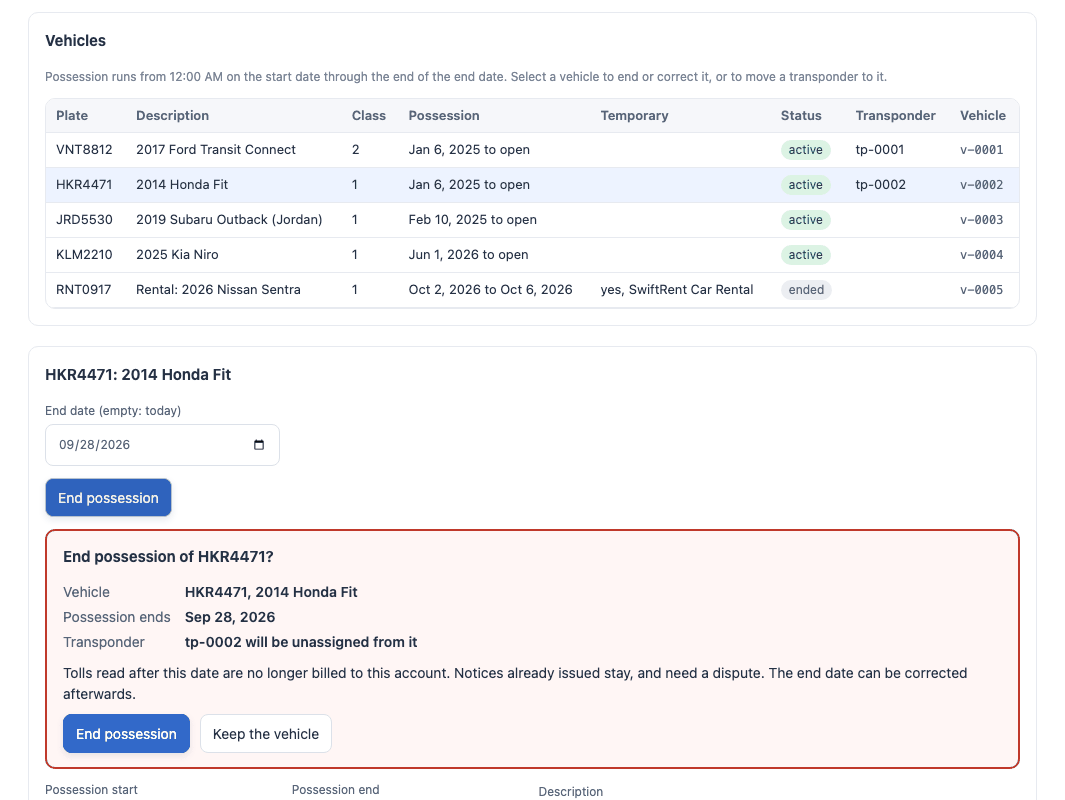 Vehicles
Possession runs from 12:00 AM on the start date through the end of the end date. Select a vehicle to end or correct it, or to move a transponder to it.
Plate Description Class Possession Temporary Status Transponder Vehicle
VNT8812 2017 Ford Transit Connect 2 Jan 6, 2025 to open active tp-0001 v-0001
HKR4471 2014 Honda Fit 1 Jan 6, 2025 to open active tp-0002 v-0002
JRD5530 2019 Subaru Outback (Jordan) 1 Feb 10, 2025 to open active v-0003
KLM2210 2025 Kia Niro 1 Jun 1, 2026 to open active v-0004
RNT0917 Rental: 2026 Nissan Sentra 1 Oct 2, 2026 to Oct 6, 2026 yes, SwiftRent Car Rental ended v-0005
HKR4471: 2014 Honda Fit
End date (empty: today)
09/28/2026
End possession
End possession of HKR4471?
Vehicle HKR4471, 2014 Honda Fit
Possession ends Sep 28, 2026
Transponder tp-0002 will be unassigned from it
Tolls read after this date are no longer billed to this account. Notices already issued stay, and need a dispute. The end date can be corrected
afterwards.
End possession Keep the vehicle
Possession start Possession end Description